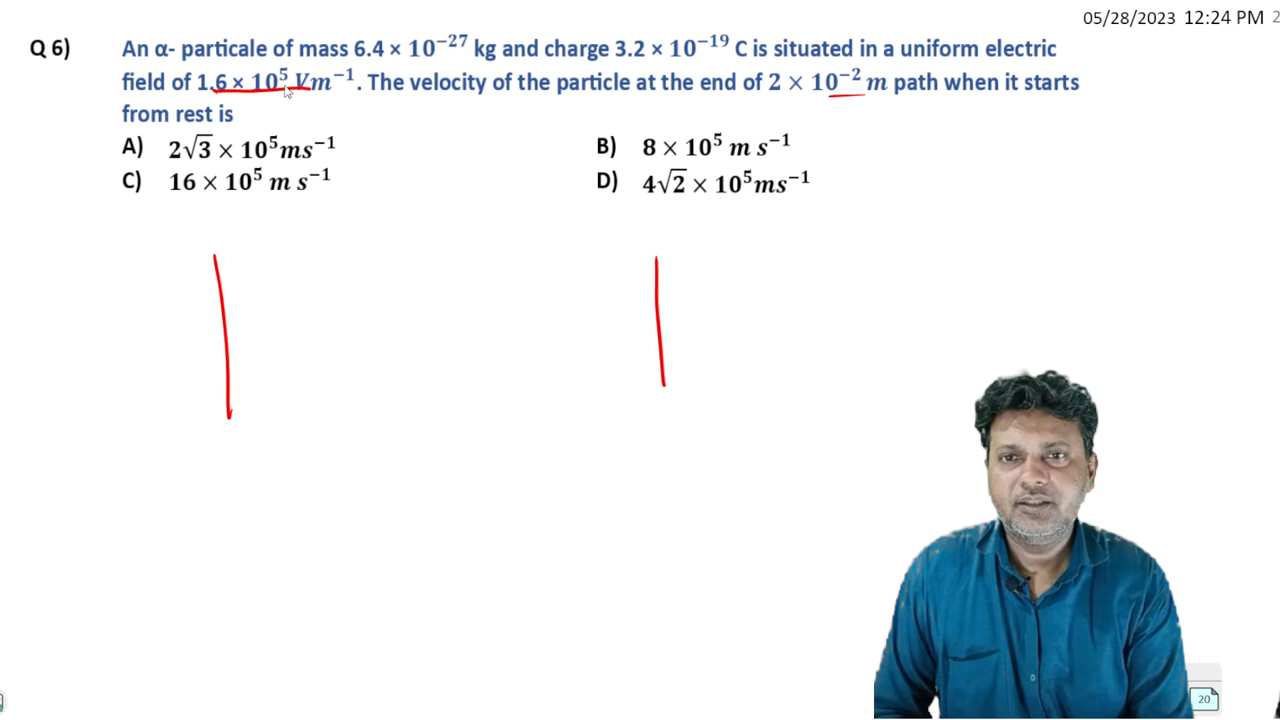 05/28/2023 12:24 PM 2
Q 6) An α- particale of mass 6.4 × 10⁻²⁷ kg and charge 3.2 × 10⁻¹⁹ C is situated in a uniform electric
field of 1.6 × 10⁵ Vm⁻¹. The velocity of the particle at the end of 2 × 10⁻² m path when it starts
from rest is
A) 2√3 × 10⁵ms⁻¹ B) 8 × 10⁵ m s⁻¹
C) 16 × 10⁵ m s⁻¹ D) 4√2 × 10⁵ms⁻¹
20